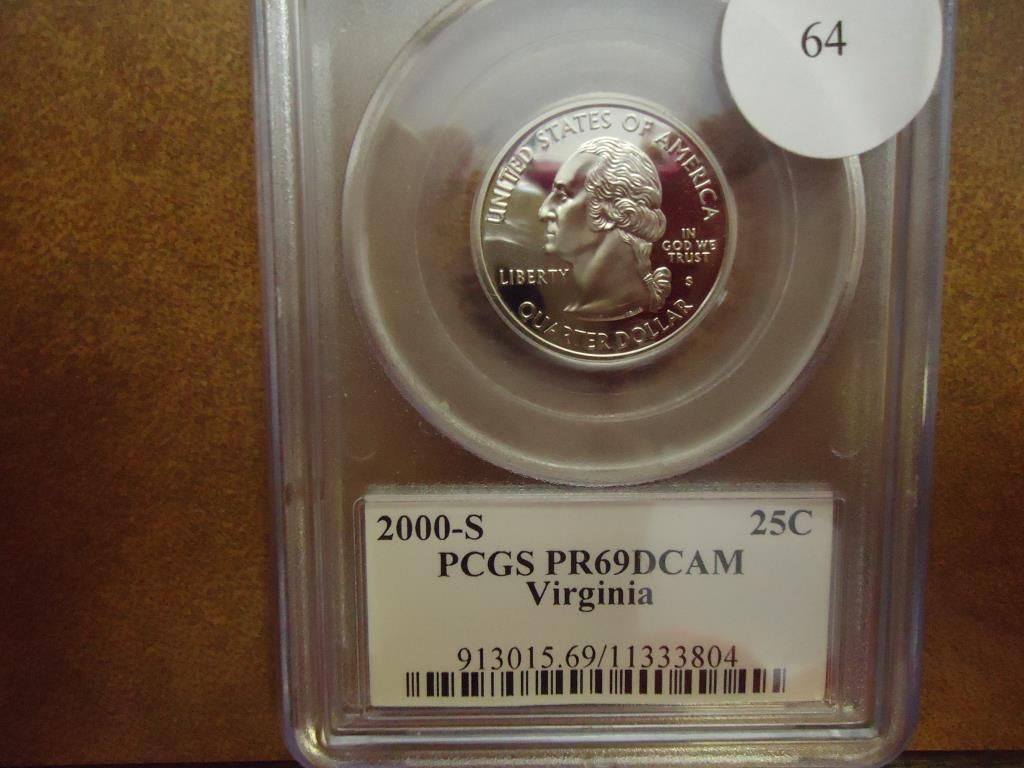 64
UNITED STATES OF AMERICA
IN
GOD WE
TRUST
LIBERTY
S
QUARTER DOLLAR
2000-S 25C
PCGS PR69DCAM
Virginia
913015.69/11333804